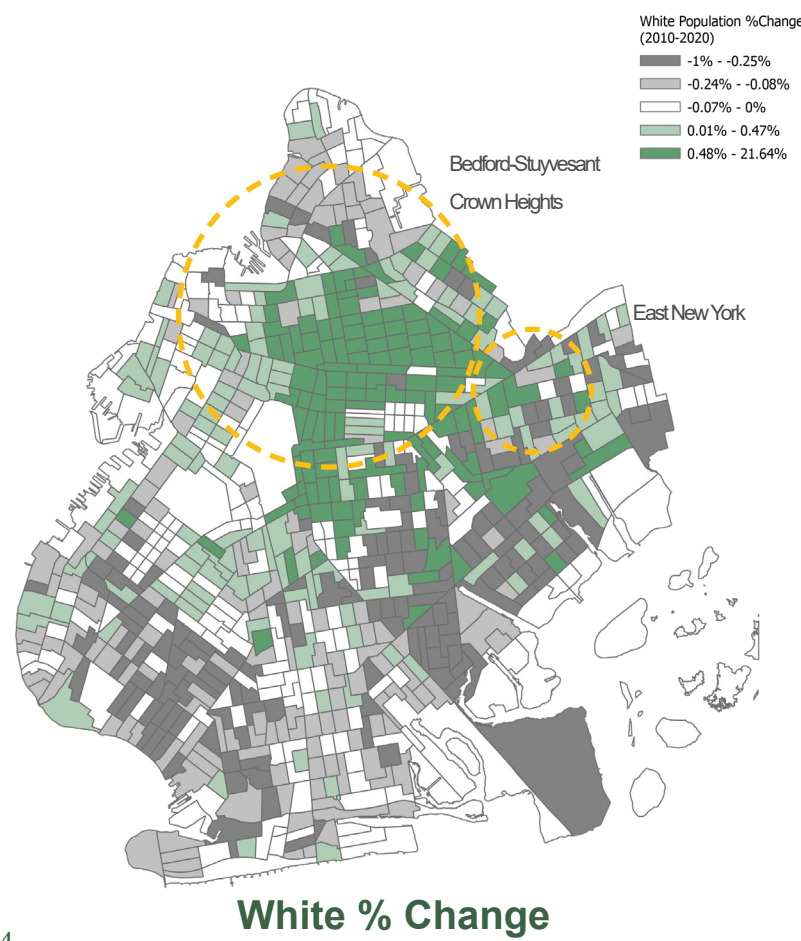 White Population %Change
(2010-2020)
-1% - -0.25%
-0.24% - -0.08%
-0.07% - 0%
0.01% - 0.47%
0.48% - 21.64%
Bedford-Stuyvesant
Crown Heights
East New York
White % Change
4